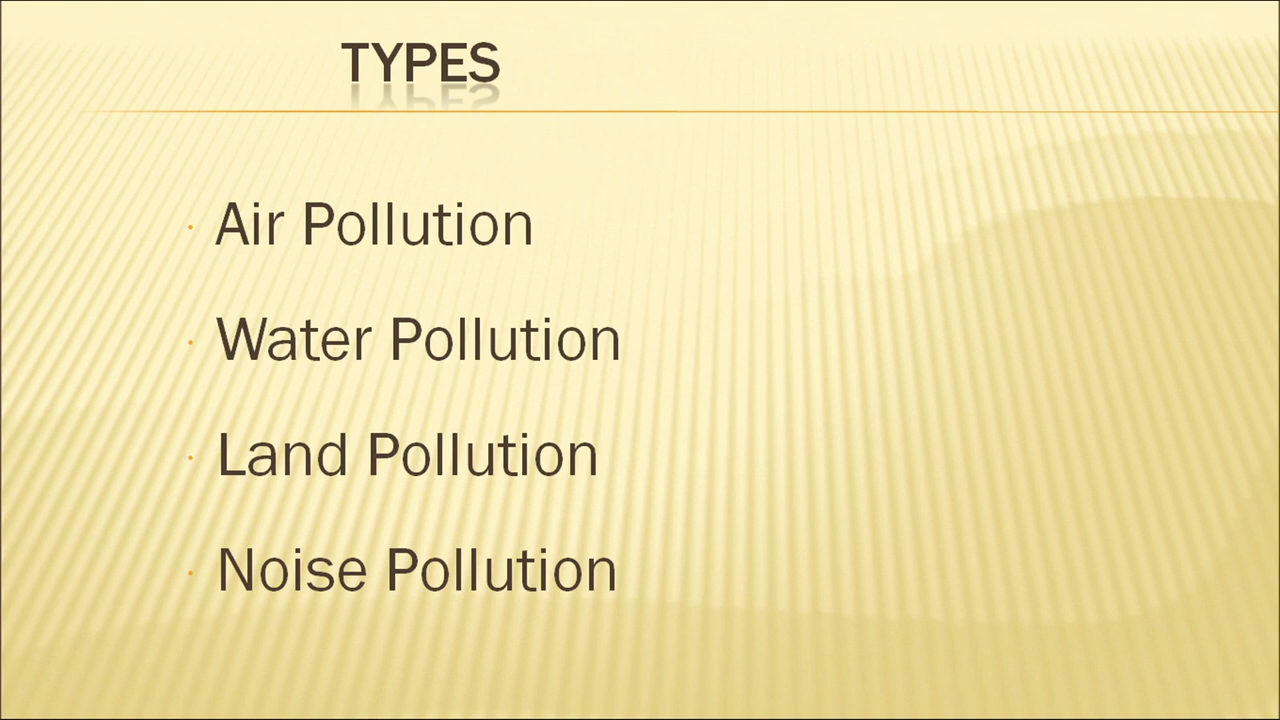 TYPES
· Air Pollution
· Water Pollution
· Land Pollution
· Noise Pollution